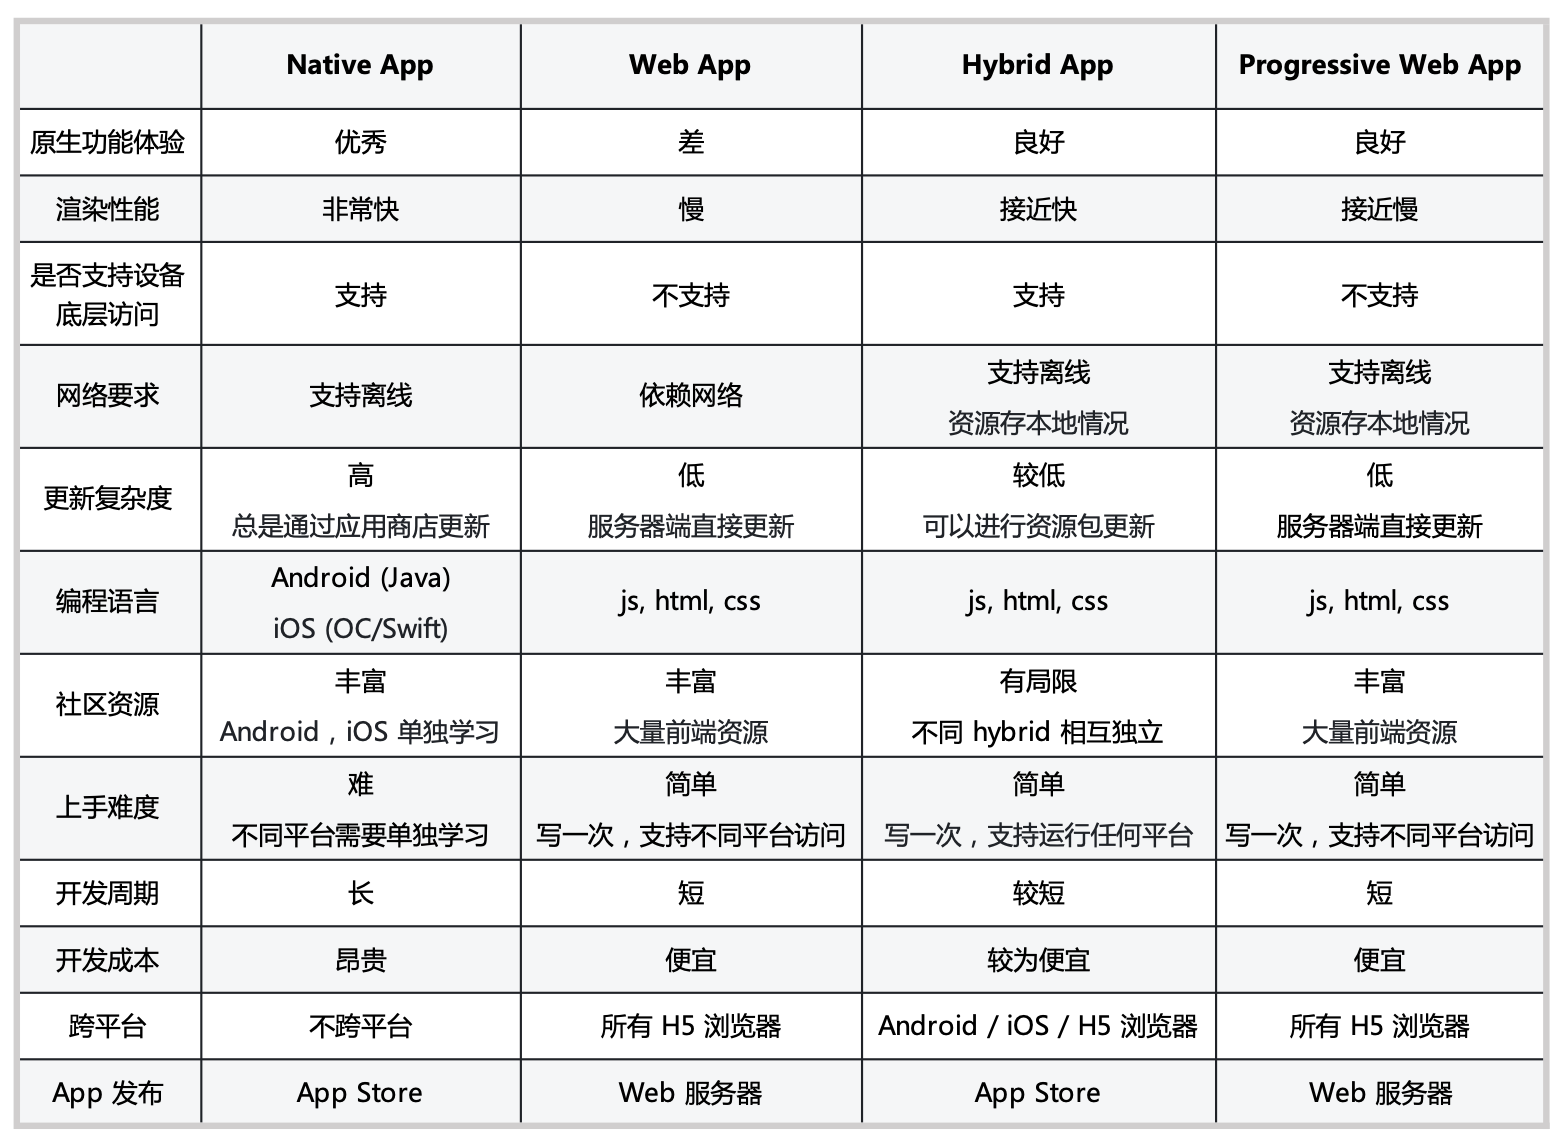 Native App
Web App
Hybrid App
Progressive Web App
原生功能体验
优秀
差
良好
良好
渲染性能
非常快
慢
接近快
接近慢
是否支持设备
底层访问
支持
不支持
支持
不支持
网络要求
支持离线
依赖网络
支持离线
资源存本地情况
支持离线
资源存本地情况
更新复杂度
高
总是通过应用商店更新
低
服务器端直接更新
较低
可以进行资源包更新
低
服务器端直接更新
编程语言
Android (Java)
iOS (OC/Swift)
js, html, css
js, html, css
js, html, css
社区资源
丰富
Android，iOS 单独学习
丰富
大量前端资源
有局限
不同 hybrid 相互独立
丰富
大量前端资源
上手难度
难
不同平台需要单独学习
简单
写一次，支持不同平台访问
简单
写一次，支持运行任何平台
简单
写一次，支持不同平台访问
开发周期
长
短
较短
短
开发成本
昂贵
便宜
较为便宜
便宜
跨平台
不跨平台
所有 H5 浏览器
Android / iOS / H5 浏览器
所有 H5 浏览器
App 发布
App Store
Web 服务器
App Store
Web 服务器